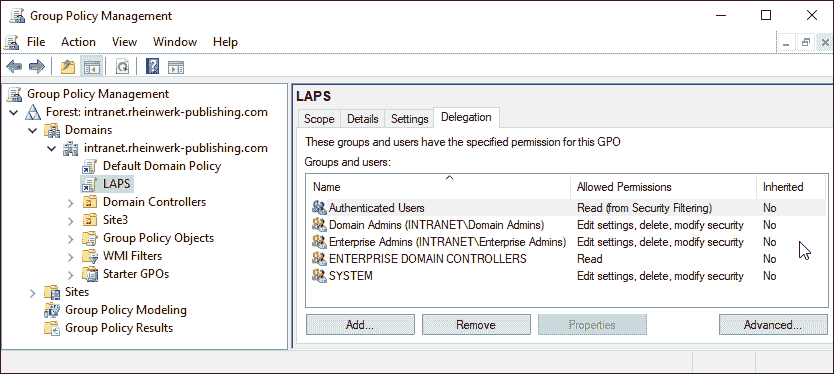 Group Policy Management
File Action View Window Help
Group Policy Management
Forest: intranet.rheinwerk-publishing.com
Domains
intranet.rheinwerk-publishing.com
Default Domain Policy
LAPS
Domain Controllers
Site3
Group Policy Objects
WMI Filters
Starter GPOs
Sites
Group Policy Modeling
Group Policy Results
LAPS
Scope Details Settings Delegation
These groups and users have the specified permission for this GPO
Groups and users:
Name Allowed Permissions Inherited
Authenticated Users Read (from Security Filtering) No
Domain Admins (INTRANET\Domain Admins) Edit settings, delete, modify security No
Enterprise Admins (INTRANET\Enterprise Admins) Edit settings, delete, modify security No
ENTERPRISE DOMAIN CONTROLLERS Read No
SYSTEM Edit settings, delete, modify security No
Add... Remove Properties Advanced...